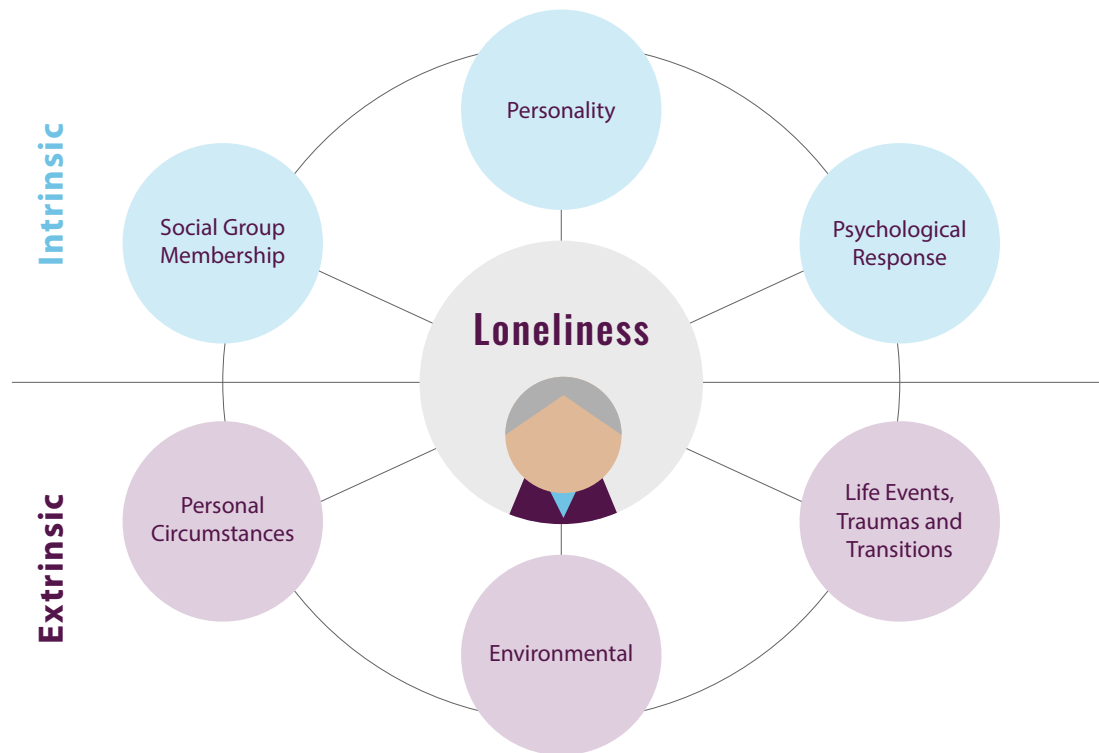 Intrinsic
Personality
Social Group
Membership
Psychological
Response
Loneliness
Extrinsic
Personal
Circumstances
Life Events,
Traumas and
Transitions
Environmental